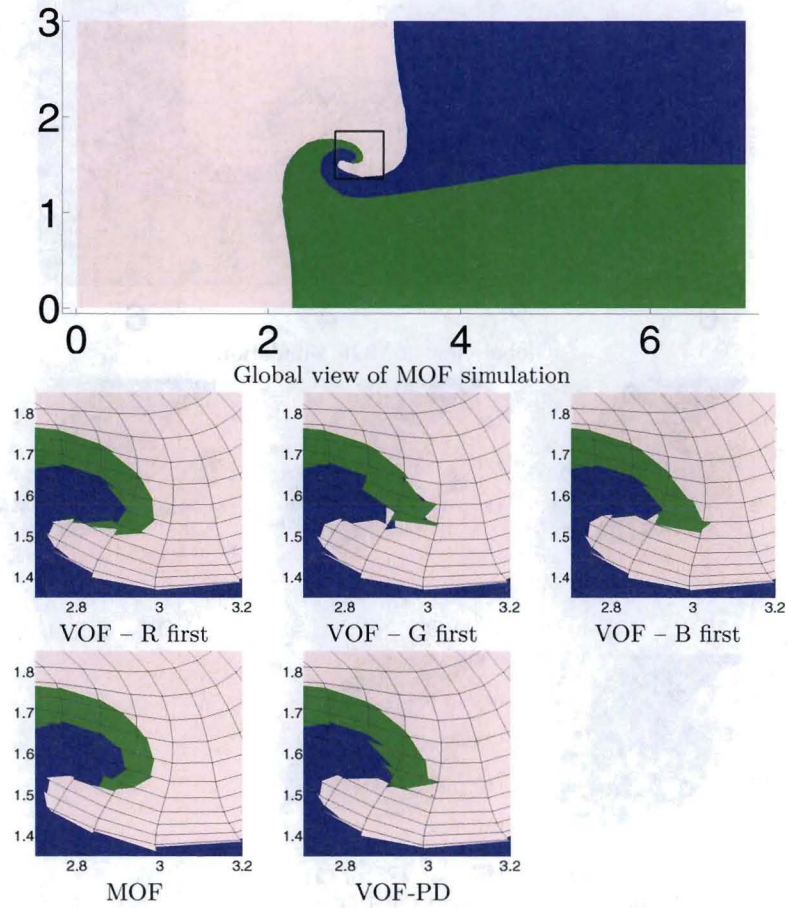 3
2
1
0
0 2 4 6
Global view of MOF simulation
1.8 1.8 1.8
1.7 1.7 1.7
1.6 1.6 1.6
1.5 1.5 1.5
1.4 1.4 1.4
2.8 3 3.2 2.8 3 3.2 2.8 3 3.2
VOF – R first VOF – G first VOF – B first
1.8 1.8
1.7 1.7
1.6 1.6
1.5 1.5
1.4 1.4
2.8 3 3.2 2.8 3 3.2
MOF VOF-PD